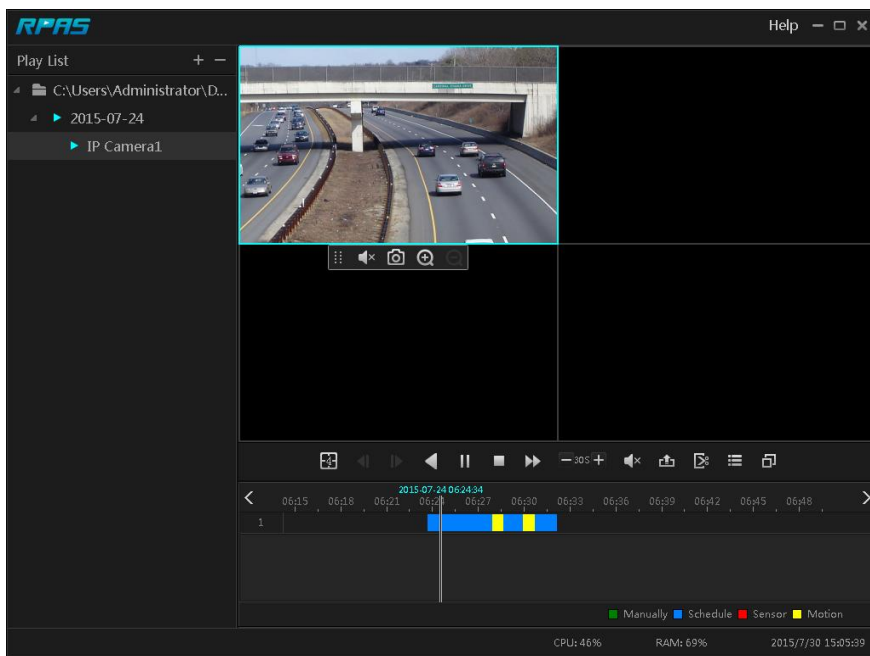 RPAS
Help
Play List
C:\Users\Administrator\D...
2015-07-24
IP Camera1
30S
2015-07-24 06:24:34
06:15 06:18 06:21 06:24 06:27 06:30 06:33 06:36 06:39 06:42 06:45 06:48
1
Manually Schedule Sensor Motion
CPU: 46% RAM: 69% 2015/7/30 15:05:39